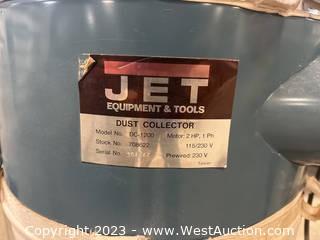 JET
EQUIPMENT & TOOLS
DUST COLLECTOR
Model No. DC-1200 Motor: 2 HP, 1 Ph
Stock No. 708622 115/230 V
Serial No. Prewired 230 V
Taiwan
Copyright 2023 - www.WestAuction.com